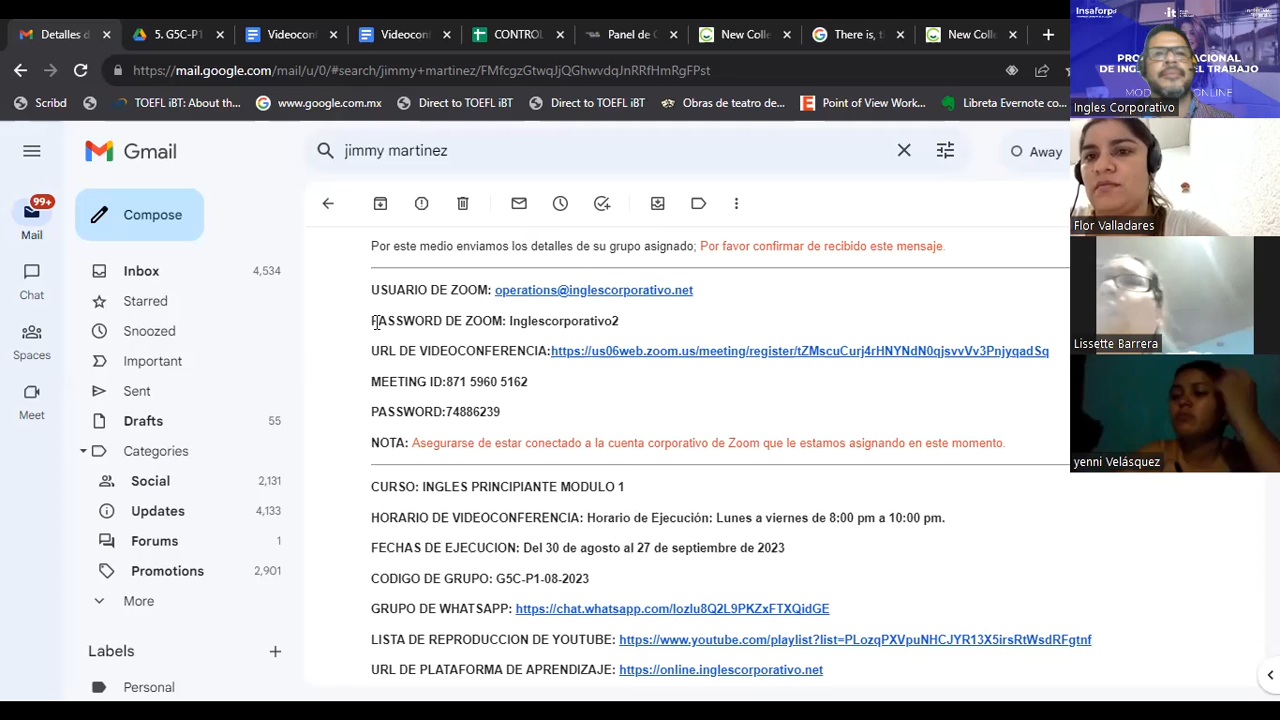 Detalles d
5. G5C-P1
Videoconf
Videoconf
CONTROL
Panel de C
New Colle
There is, t
New Colle
https://mail.google.com/mail/u/0/#search/jimmy+martinez/FMfcgzGtwqPjQGhwvdqJnRRfHmRgFPst
Scribd
TOEFL iBT: About th...
www.google.com.mx
Direct to TOEFL iBT
Direct to TOEFL iBT
Obras de teatro de...
Point of View Work...
Libreta Evernote co...
Gmail
jimmy martinez
Away
99+
Mail
Chat
Spaces
Meet
Compose
Inbox 4,534
Starred
Snoozed
Important
Sent
Drafts 55
Categories
Social 2,131
Updates 4,133
Forums 1
Promotions 2,901
More
Labels
Personal
Por este medio enviamos los detalles de su grupo asignado; Por favor confirmar de recibido este mensaje.
USUARIO DE ZOOM: operations@inglescorporativo.net
PASSWORD DE ZOOM: Inglescorporativo2
URL DE VIDEOCONFERENCIA:https://us06web.zoom.us/meeting/register/tZMscuCurj4rHNYNdN0qjsvvVv3PnjyqadSq
MEETING ID:871 5960 5162
PASSWORD:74886239
NOTA: Asegurarse de estar conectado a la cuenta corporativo de Zoom que le estamos asignando en este momento.
CURSO: INGLES PRINCIPIANTE MODULO 1
HORARIO DE VIDEOCONFERENCIA: Horario de Ejecución: Lunes a viernes de 8:00 pm a 10:00 pm.
FECHAS DE EJECUCION: Del 30 de agosto al 27 de septiembre de 2023
CODIGO DE GRUPO: G5C-P1-08-2023
GRUPO DE WHATSAPP: https://chat.whatsapp.com/Iozlu8Q2L9PKZxFTXQidGE
LISTA DE REPRODUCCION DE YOUTUBE: https://www.youtube.com/playlist?list=PLozqPXVpuNHCJYR13X5irsRtWsdRFgtnf
URL DE PLATAFORMA DE APRENDIZAJE: https://online.inglescorporativo.net
Insaforp
Ingles Corporativo
Flor Valladares
Lissette Barrera
yenni Velásquez